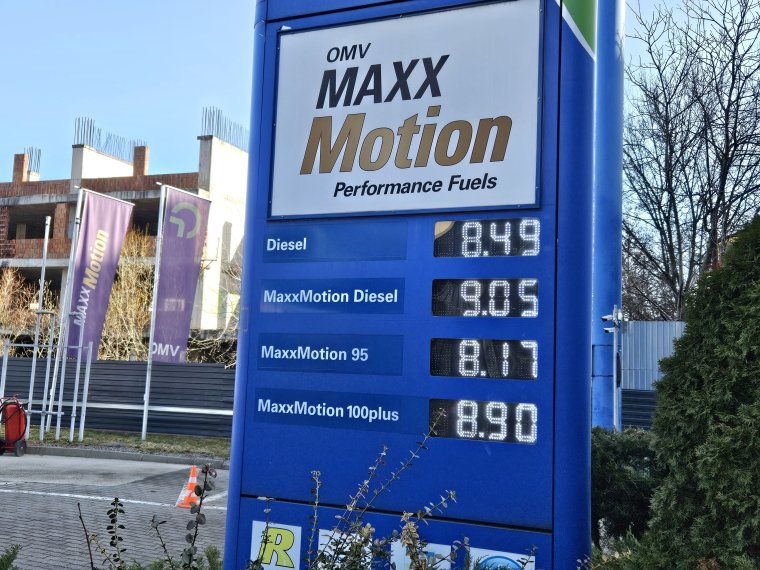 OMV
MAXX
Motion
Performance Fuels
Diesel 8.49
MaxxMotion Diesel 9.05
MaxxMotion 95 8.17
MaxxMotion 100plus 8.90
MAXXMotion
OMV
R